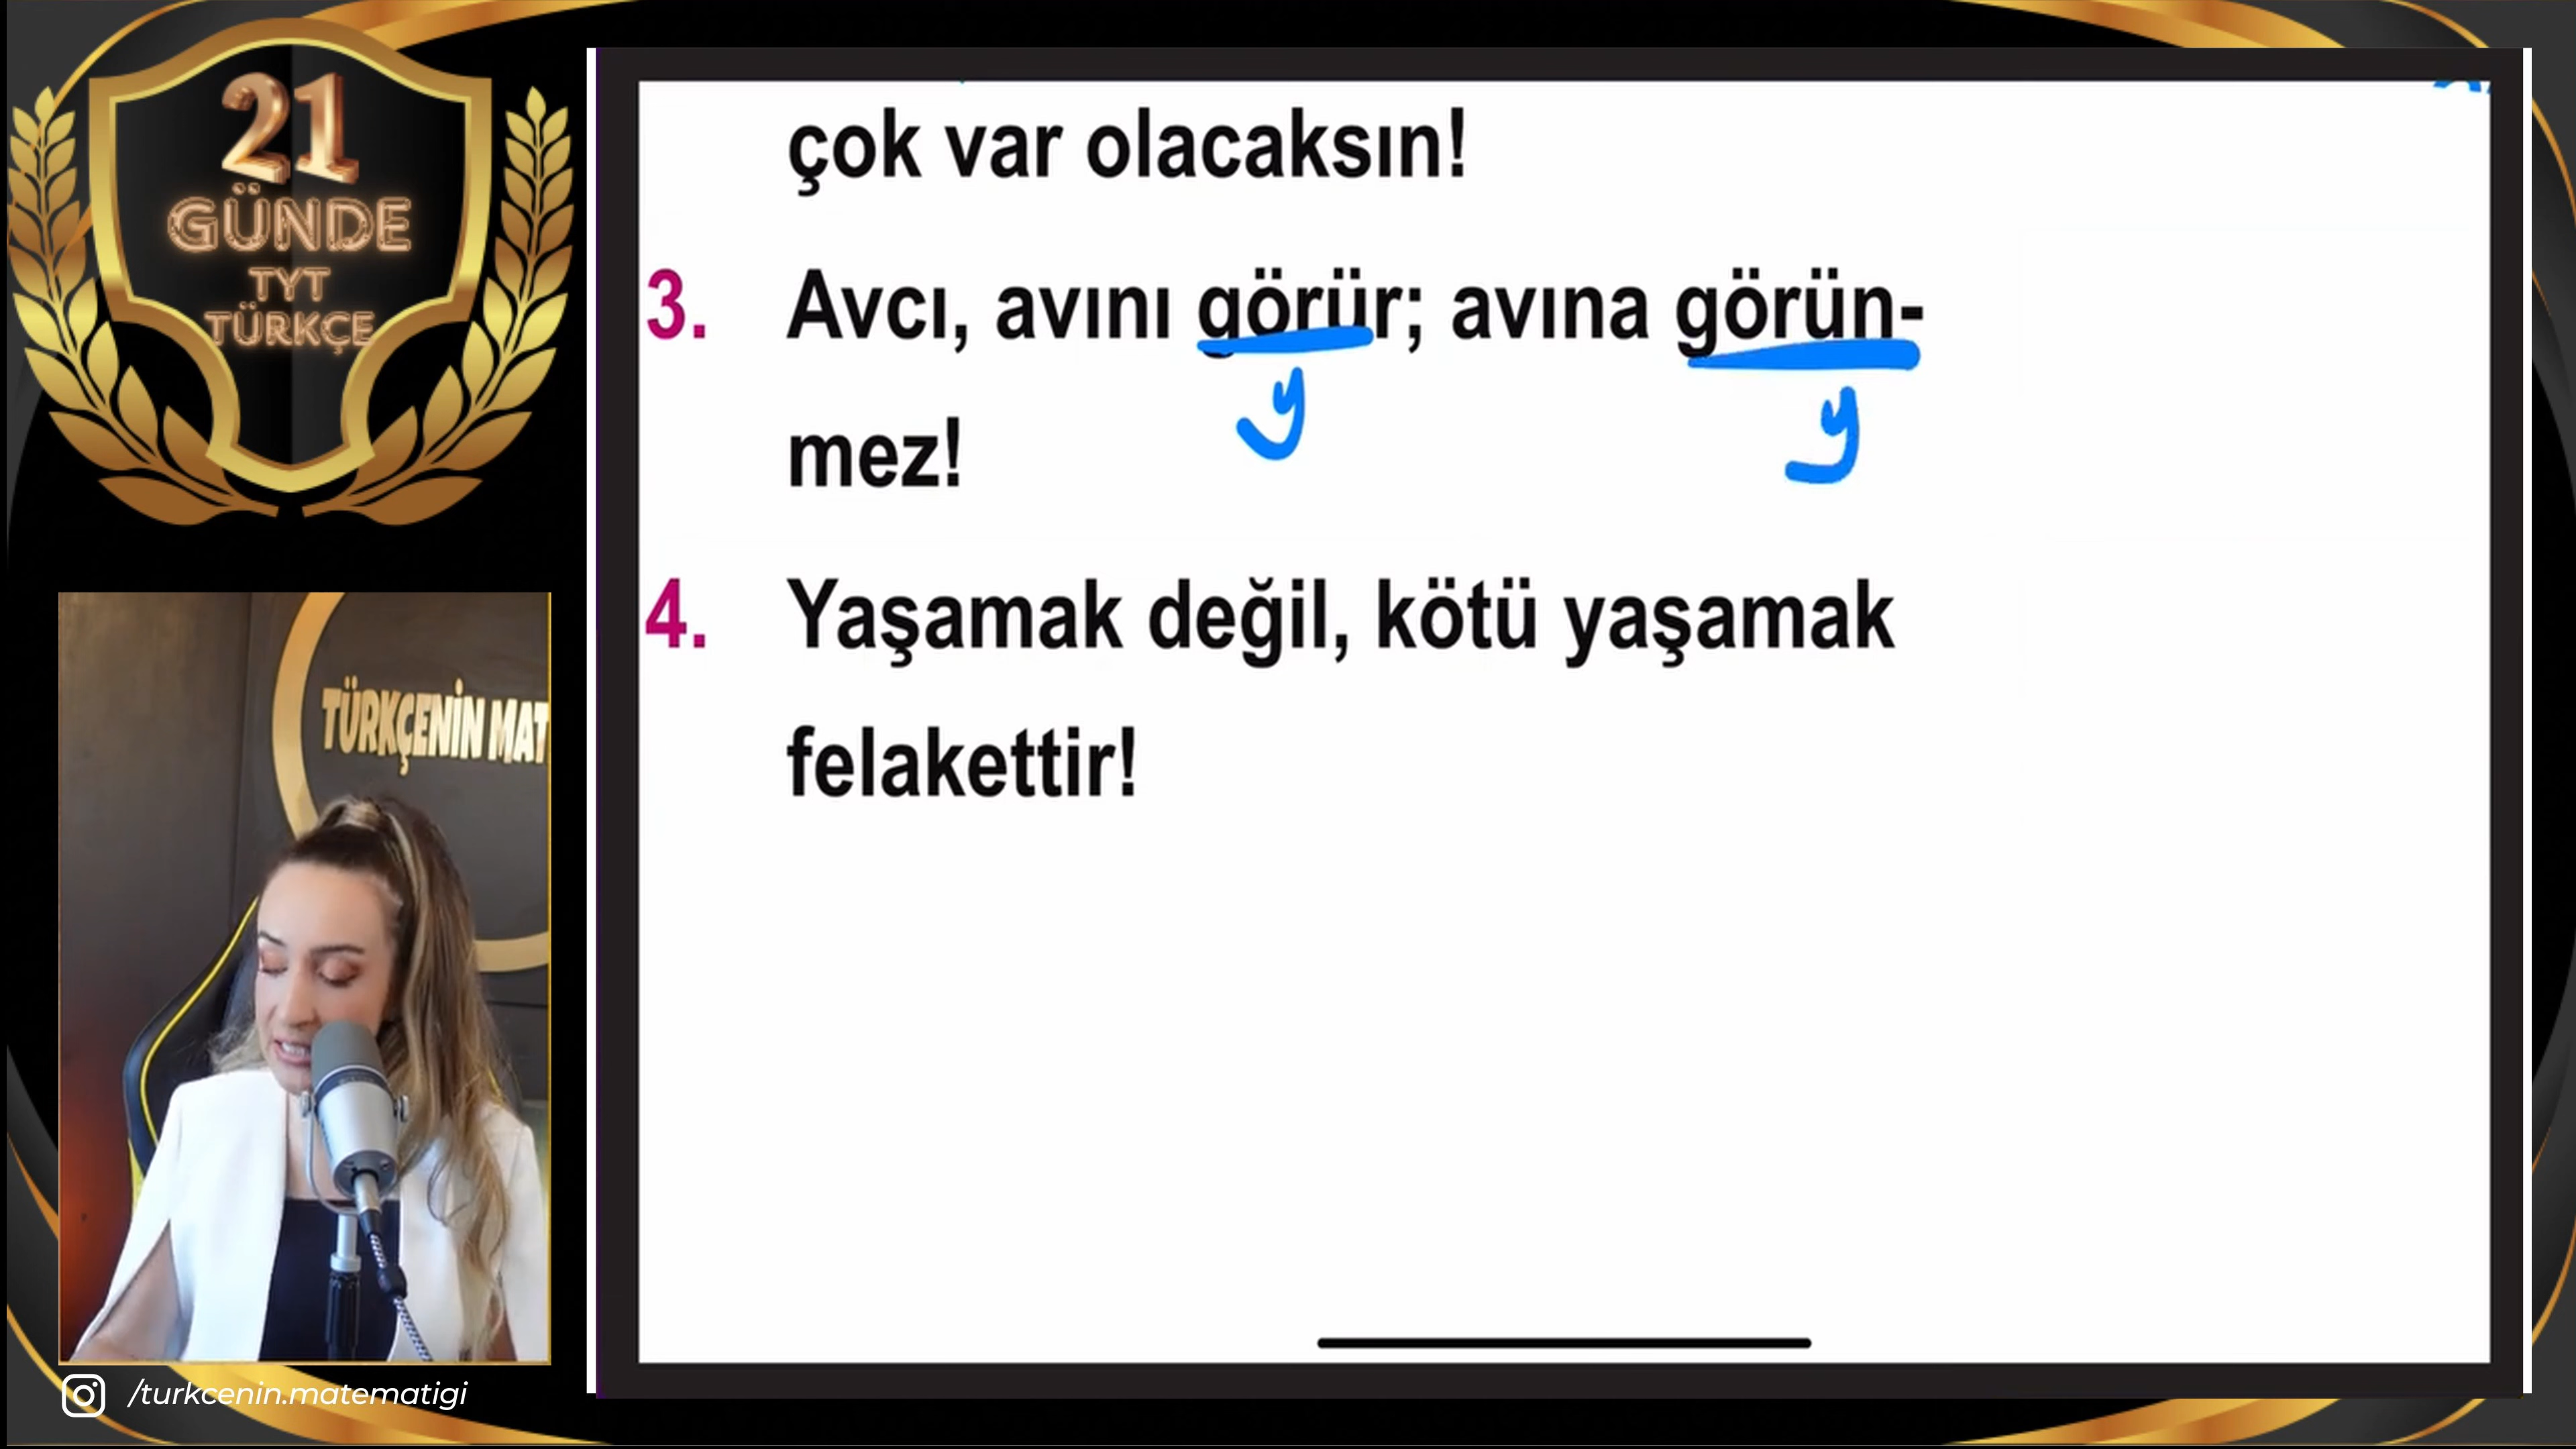 21
GÜNDE
TYT
TÜRKÇE
TÜRKÇENİN MAT
/turkcenin.matematigi
çok var olacaksın!
3. Avcı, avını görür; avına görün-
y y
mez!
4. Yaşamak değil, kötü yaşamak
felakettir!